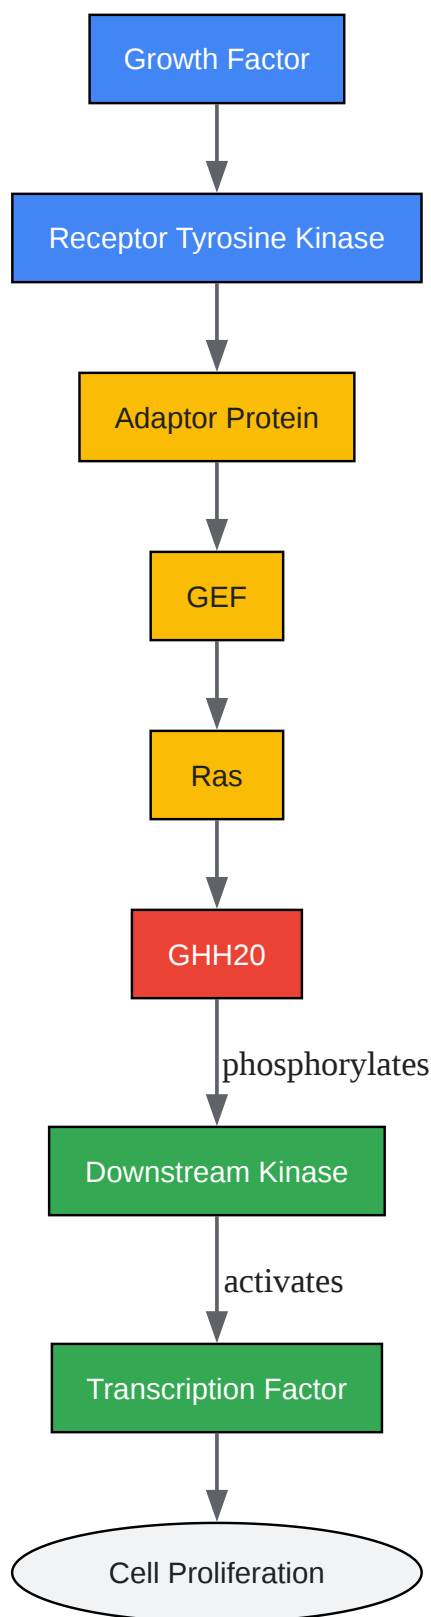 Growth Factor
Receptor Tyrosine Kinase
Adaptor Protein
GEF
Ras
GHH20
phosphorylates
Downstream Kinase
activates
Transcription Factor
Cell Proliferation